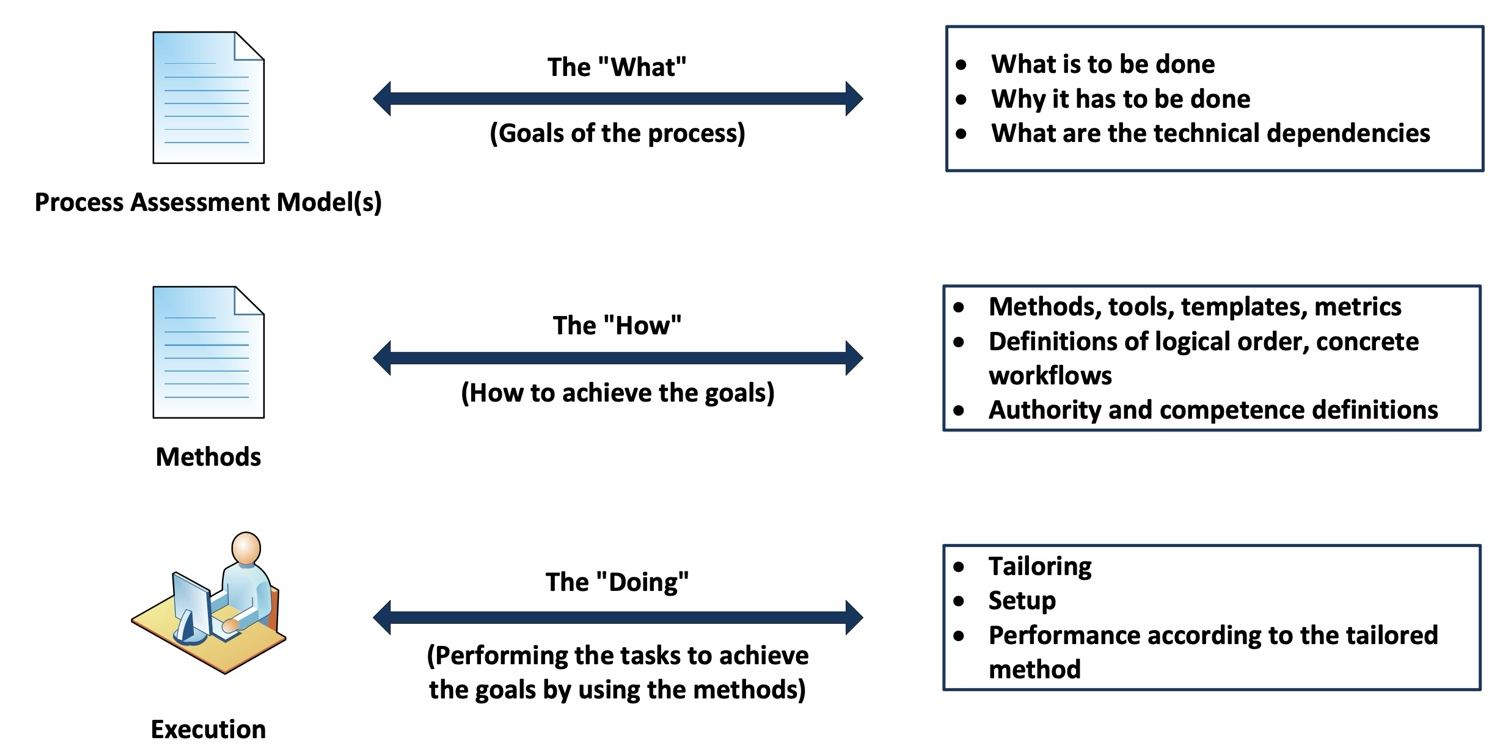 The "What"
(Goals of the process)
Process Assessment Model(s)
• What is to be done
• Why it has to be done
• What are the technical dependencies
The "How"
(How to achieve the goals)
Methods
• Methods, tools, templates, metrics
• Definitions of logical order, concrete
workflows
• Authority and competence definitions
The "Doing"
(Performing the tasks to achieve
the goals by using the methods)
Execution
• Tailoring
• Setup
• Performance according to the tailored
method